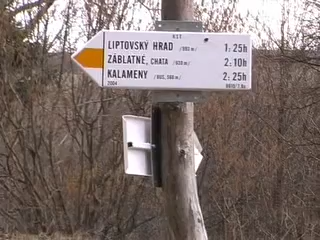 LIPTOVSKÝ HRAD 1:25h
ZÁBLATNÉ, CHATA 2:10h
KALAMENY 2:25h
2004